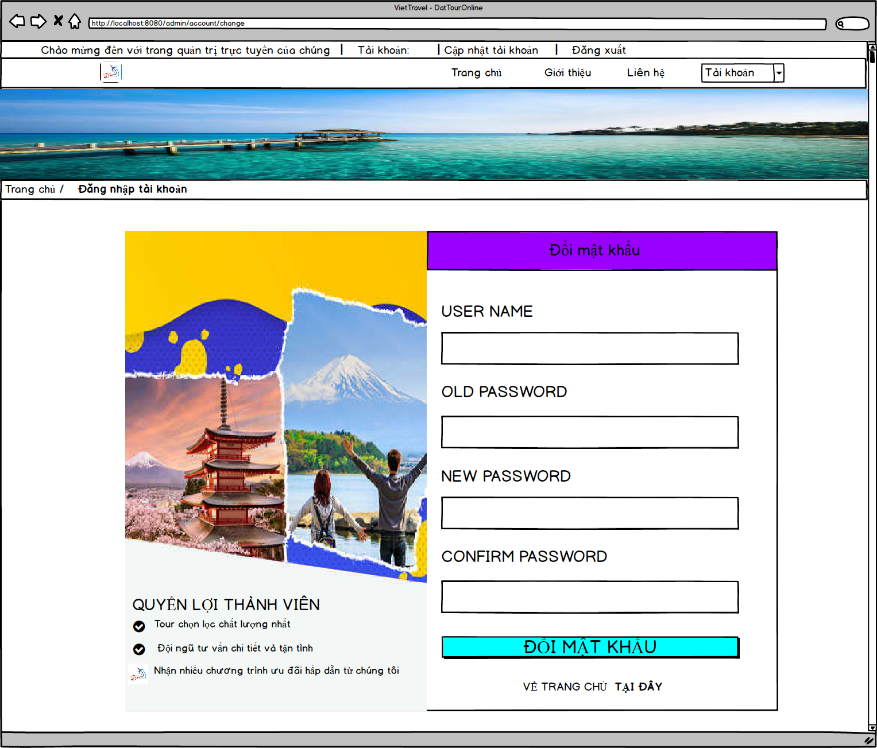 VietTravel - DatTourOnline
http://localhost:8080/admin/account/change
Chào mừng đến với trang quản trị trực tuyến của chúng | Tài khoản: | Cập nhật tài khoản | Đăng xuất
Trang chủ Giới thiệu Liên hệ Tài khoản
Trang chủ / Đăng nhập tài khoản
Đổi mật khẩu
USER NAME
OLD PASSWORD
NEW PASSWORD
CONFIRM PASSWORD
ĐỔI MẬT KHẨU
VỀ TRANG CHỦ TẠI ĐÂY
QUYỀN LỢI THÀNH VIÊN
Tour chọn lọc chất lượng nhất
Đội ngũ tư vấn chi tiết và tận tình
Nhận nhiều chương trình ưu đãi hấp dẫn từ chúng tôi